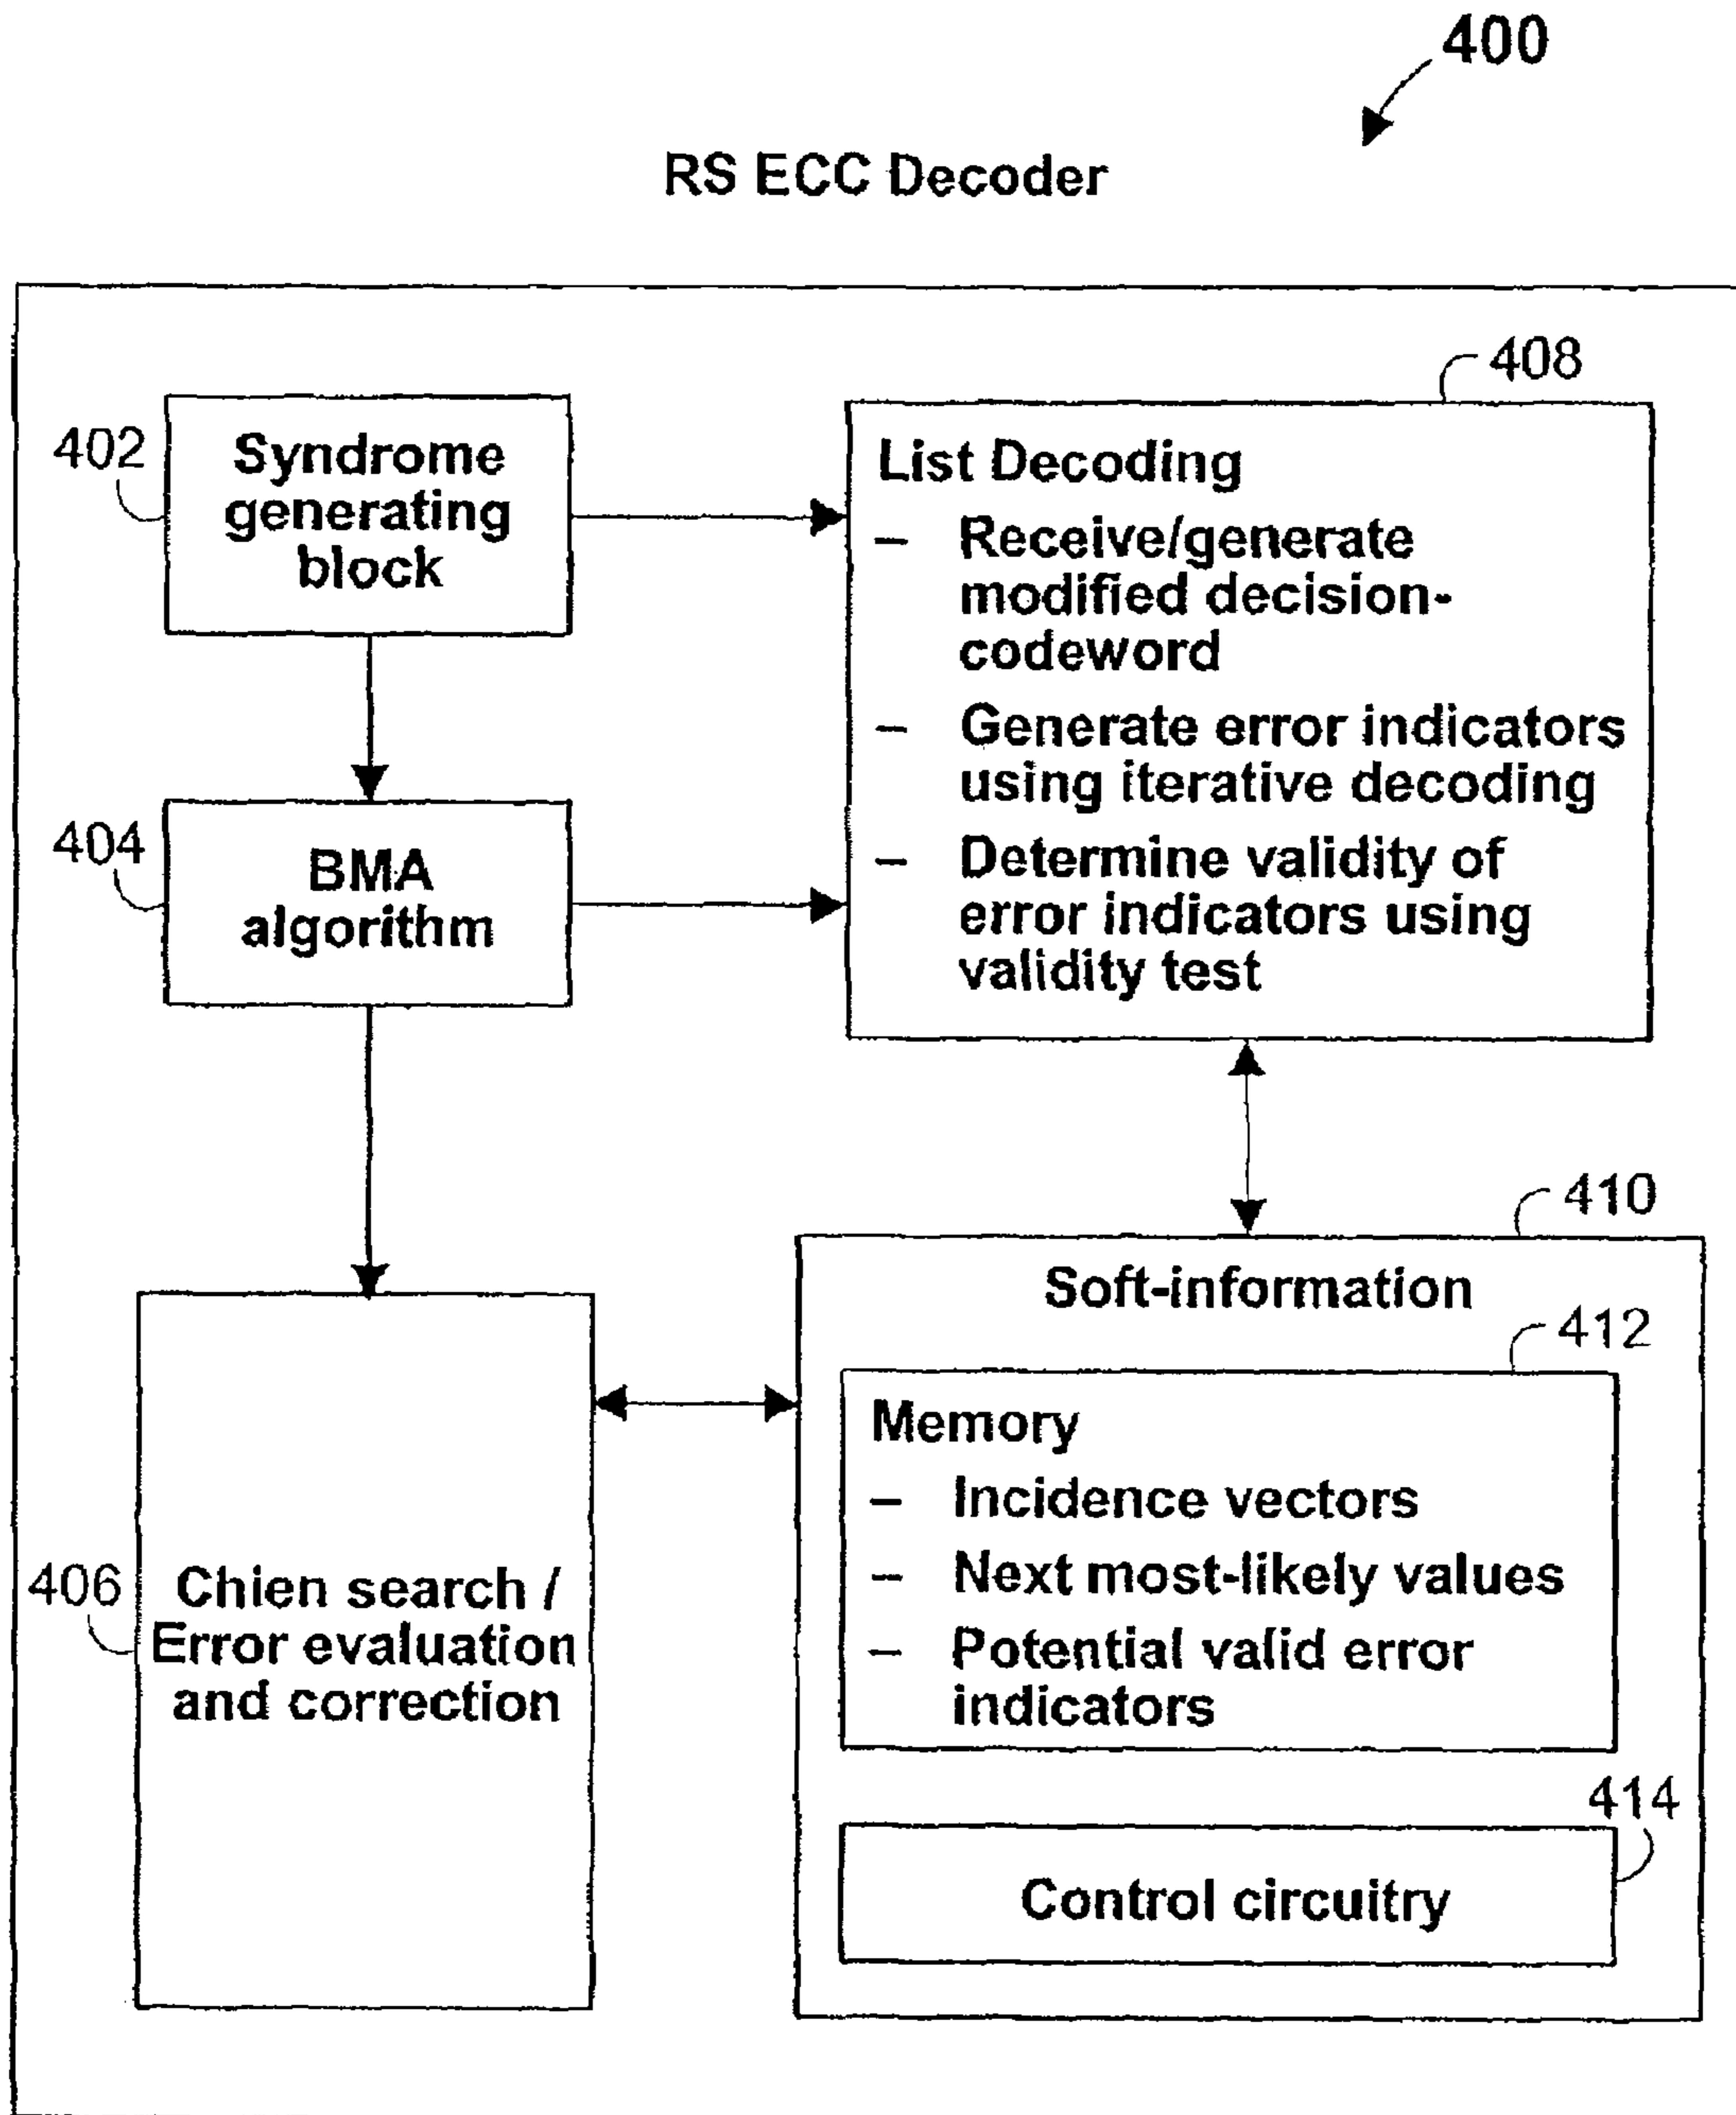 400
RS ECC Decoder
402
Syndrome
generating
block
408
List Decoding
– Receive/generate
modified decision-
codeword
– Generate error indicators
using iterative decoding
– Determine validity of
error indicators using
validity test
404
BMA
algorithm
410
Soft-information
412
Memory
– Incidence vectors
– Next most-likely values
– Potential valid error
indicators
406
Chien search /
Error evaluation
and correction
414
Control circuitry